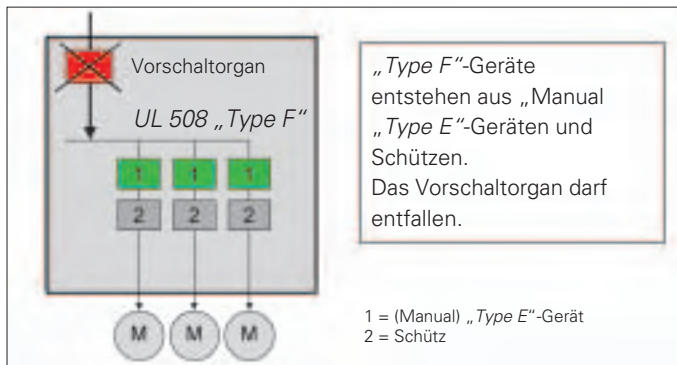 Vorschaltorgan
UL 508 „Type F“
1 1 1
2 2 2
M M M
„Type F“-Geräte
entstehen aus „Manual
„Type E“-Geräten und
Schützen.
Das Vorschaltorgan darf
entfallen.
1 = (Manual) „Type E“-Gerät
2 = Schütz